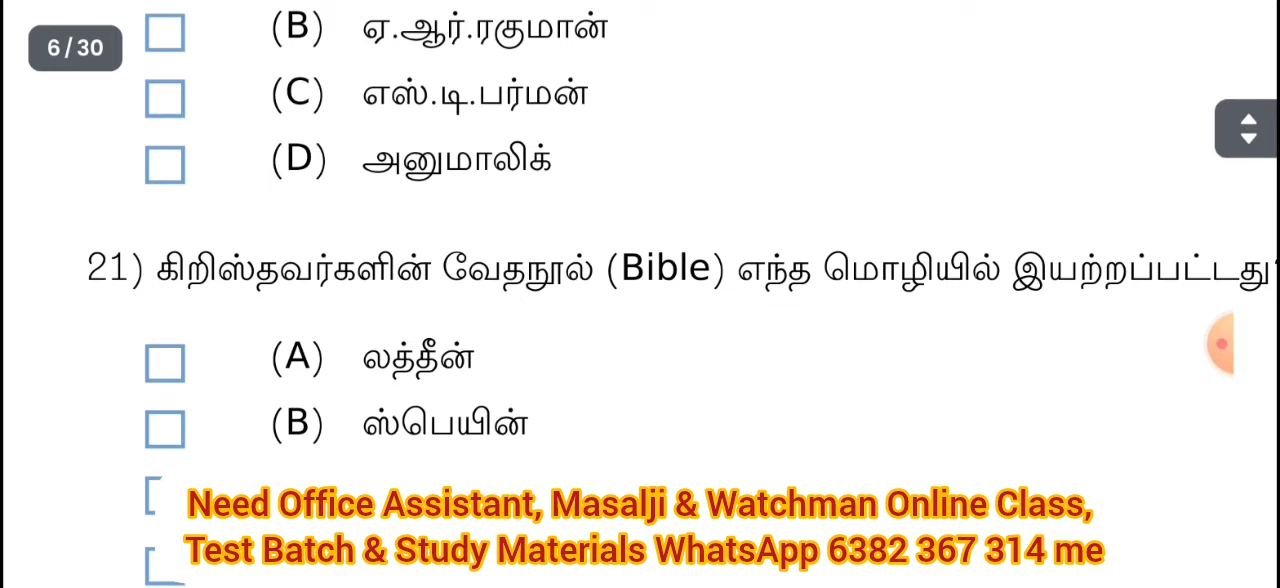 6/30
(B) ஏ.ஆர்.ரகுமான்
(C) எஸ்.டி.பர்மன்
(D) அனுமாலிக்
21) கிறிஸ்தவர்களின் வேதநூல் (Bible) எந்த மொழியில் இயற்றப்பட்டது
(A) லத்தீன்
(B) ஸ்பெயின்
Need Office Assistant, Masalji & Watchman Online Class,
Test Batch & Study Materials WhatsApp 6382 367 314 me